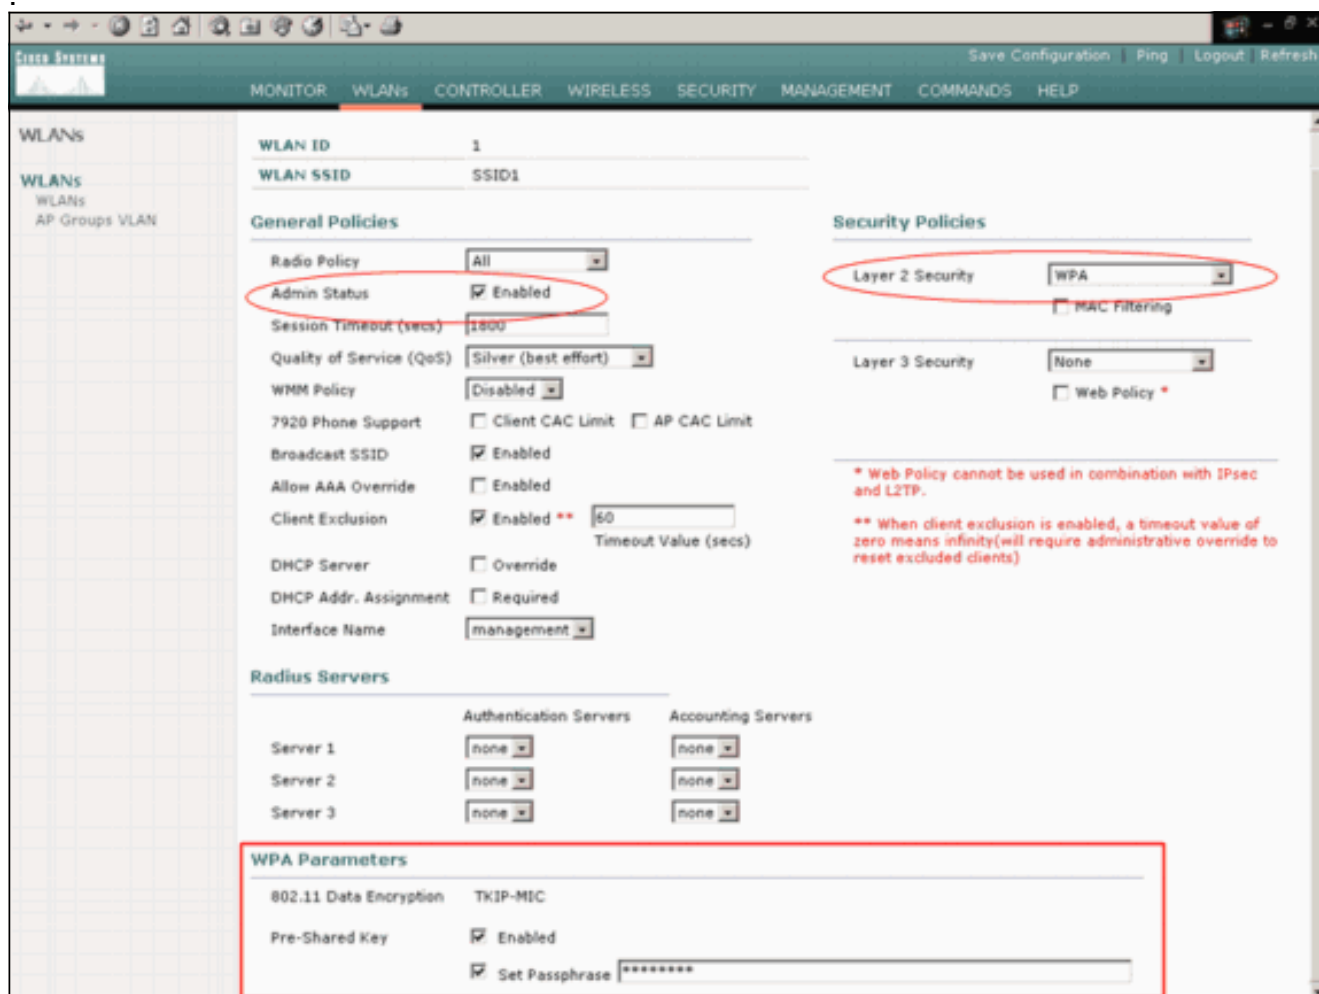 .
Cisco Systems
Save Configuration | Ping | Logout | Refresh
MONITOR WLANs CONTROLLER WIRELESS SECURITY MANAGEMENT COMMANDS HELP
WLANs
WLANs
WLANs
AP Groups VLAN
WLAN ID 1
WLAN SSID SSID1
General Policies
Radio Policy All
Admin Status Enabled
Session Timeout (secs) 1800
Quality of Service (QoS) Silver (best effort)
WMM Policy Disabled
7920 Phone Support Client CAC Limit AP CAC Limit
Broadcast SSID Enabled
Allow AAA Override Enabled
Client Exclusion Enabled ** 60
Timeout Value (secs)
DHCP Server Override
DHCP Addr. Assignment Required
Interface Name management
Security Policies
Layer 2 Security WPA
MAC Filtering
Layer 3 Security None
Web Policy *
* Web Policy cannot be used in combination with IPsec
and L2TP.
** When client exclusion is enabled, a timeout value of
zero means infinity(will require administrative override to
reset excluded clients)
Radius Servers
Authentication Servers Accounting Servers
Server 1 none none
Server 2 none none
Server 3 none none
WPA Parameters
802.11 Data Encryption TKIP-MIC
Pre-Shared Key Enabled
Set Passphrase ********